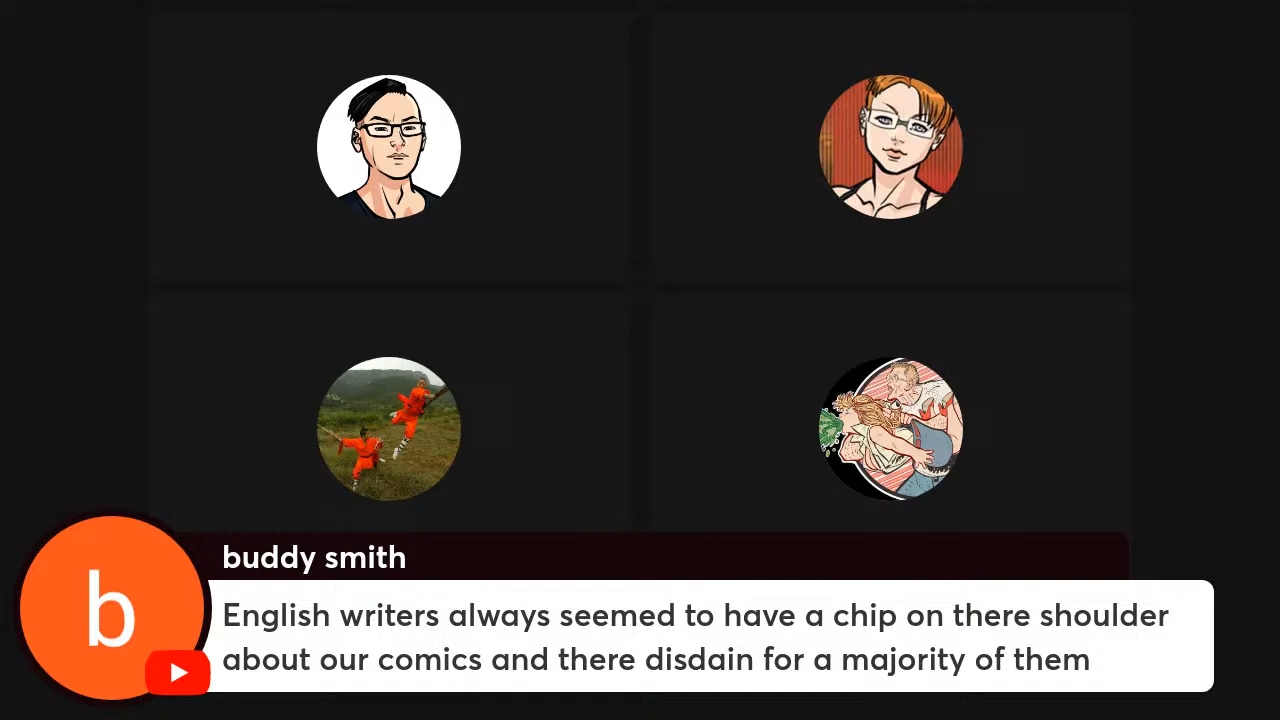 buddy smith
b
English writers always seemed to have a chip on there shoulder
about our comics and there disdain for a majority of them